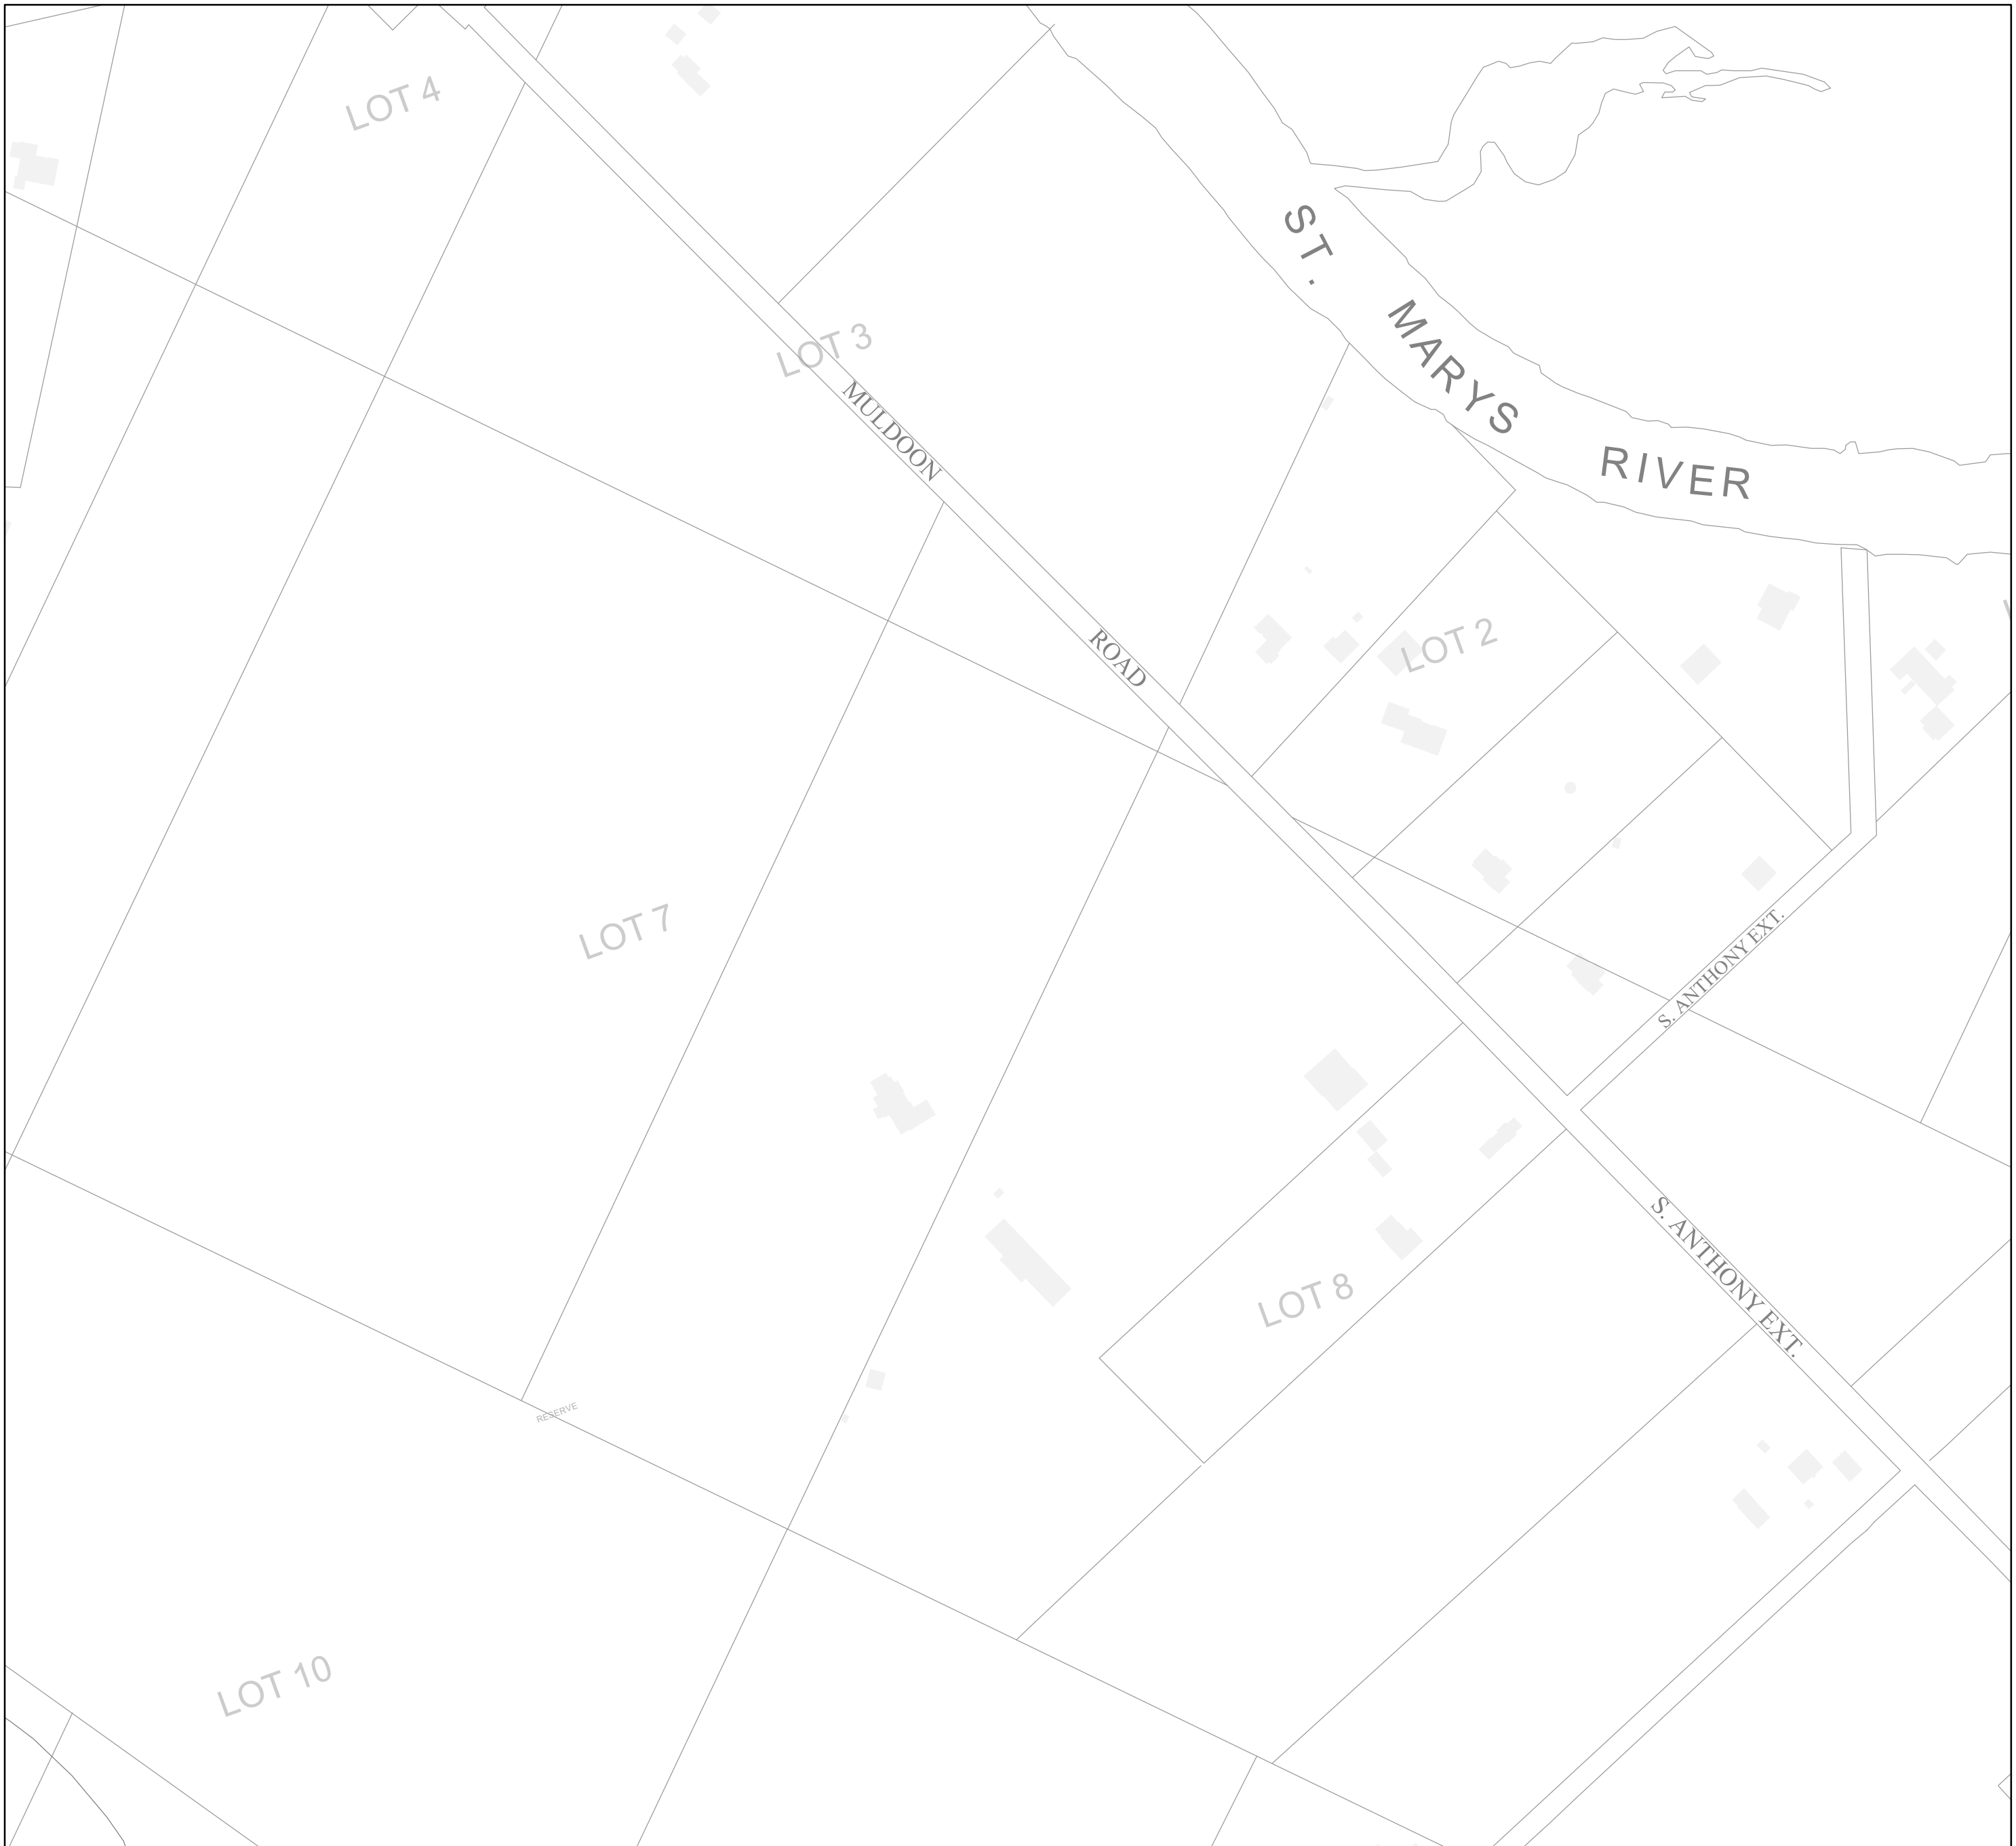 LOT 4
ST. MARYS RIVER
LOT 3
MULDOON ROAD
LOT 2
LOT 7
S. ANTHONY EXT.
S. ANTHONY EXT.
LOT 8
RESERVE
LOT 10